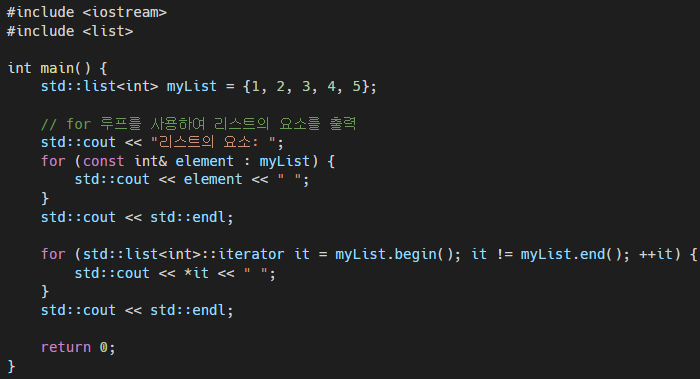 #include <iostream>
#include <list>

int main() {
    std::list<int> myList = {1, 2, 3, 4, 5};

    // for 루프를 사용하여 리스트의 요소를 출력
    std::cout << "리스트의 요소: ";
    for (const int& element : myList) {
        std::cout << element << " ";
    }
    std::cout << std::endl;

    for (std::list<int>::iterator it = myList.begin(); it != myList.end(); ++it) {
        std::cout << *it << " ";
    }
    std::cout << std::endl;

    return 0;
}